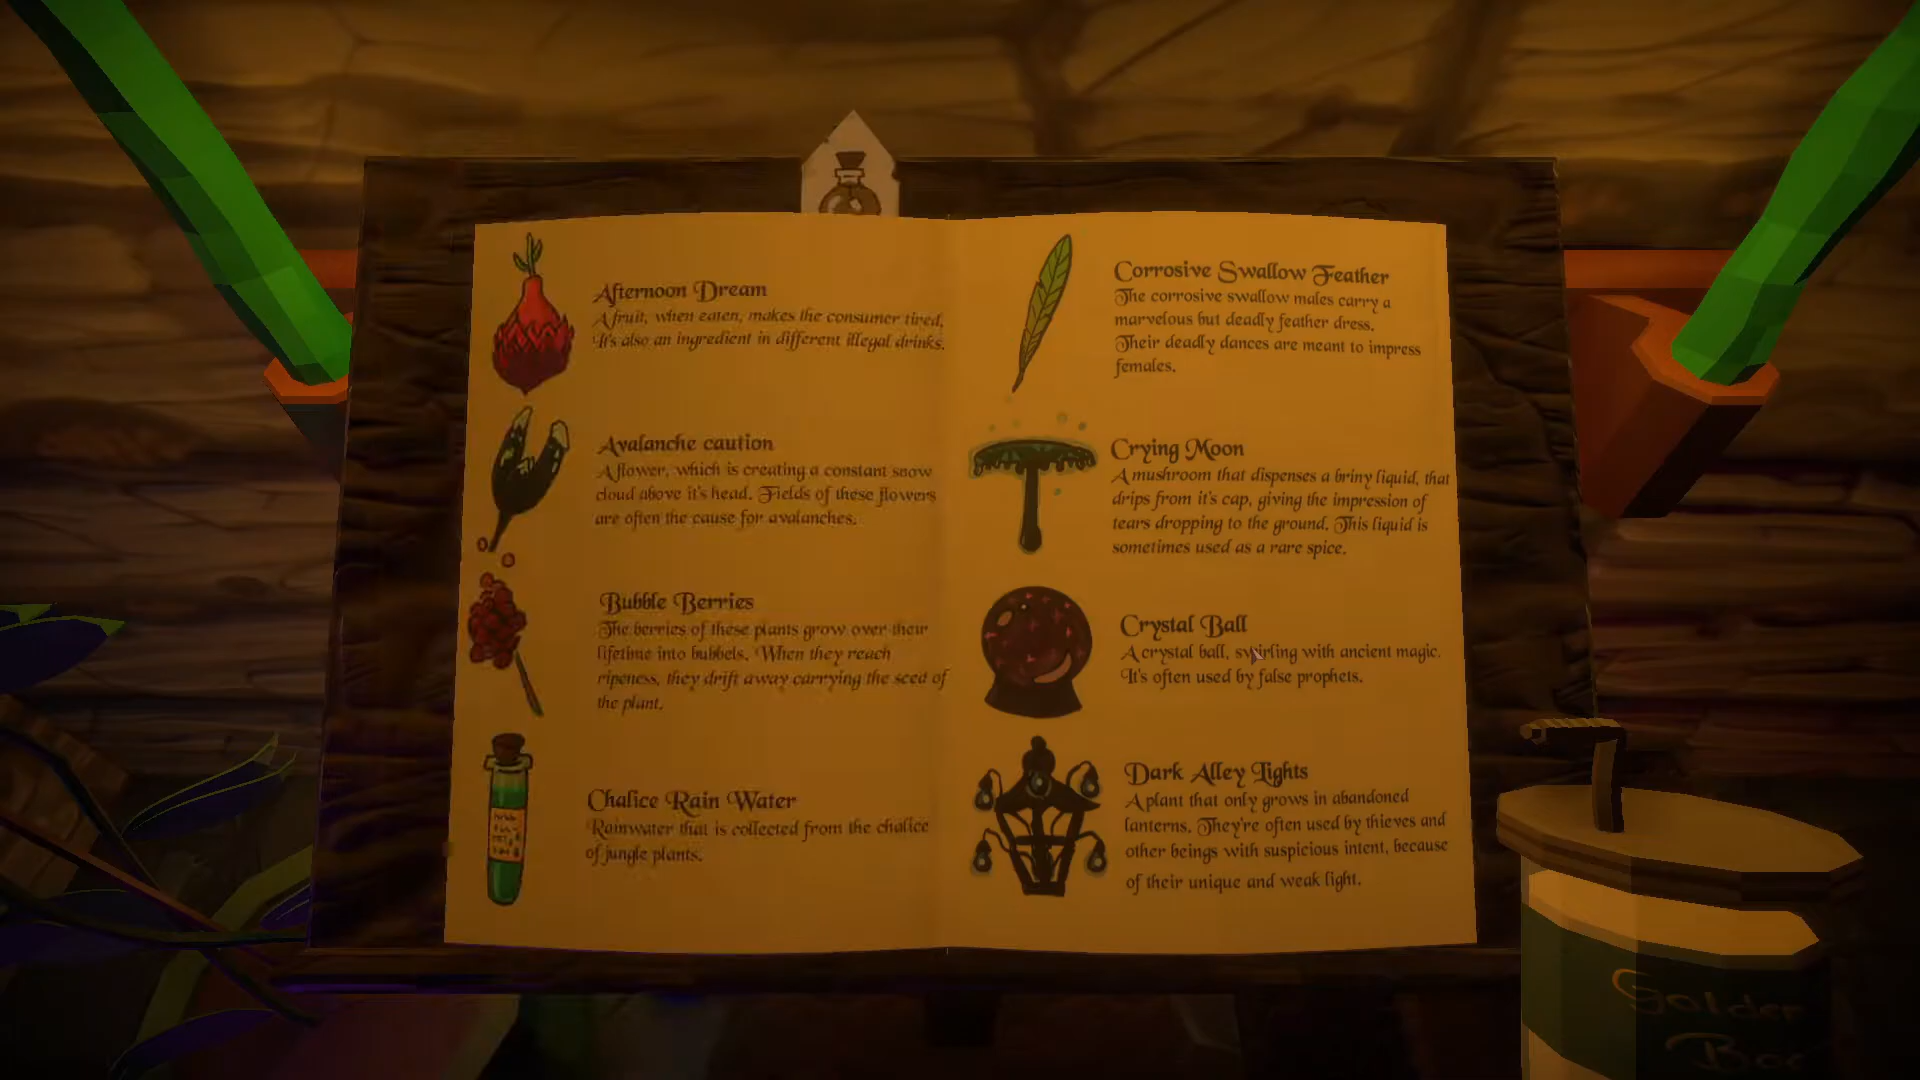 Afternoon Dream
A fruit, when eaten, makes the consumer tired.
It's also an ingredient in different illegal drinks.
Avalanche caution
A flower, which is creating a constant snow
cloud above it's head. Fields of these flowers
are often the cause for avalanches.
Bubble Berries
The berries of these plants grow over their
lifetime into bubbels. When they reach
ripeness, they drift away carrying the seed of
the plant.
Chalice Rain Water
Rainwater that is collected from the chalice
of jungle plants.
Corrosive Swallow Feather
The corrosive swallow males carry a
marvelous but deadly feather dress.
Their deadly dances are meant to impress
females.
Crying Moon
A mushroom that dispenses a briny liquid, that
drips from it's cap, giving the impression of
tears dropping to the ground. This liquid is
sometimes used as a rare spice.
Crystal Ball
A crystal ball, swirling with ancient magic.
It's often used by false prophets.
Dark Alley Lights
A plant that only grows in abandoned
lanterns. They're often used by thieves and
other beings with suspicious intent, because
of their unique and weak light.
Golden